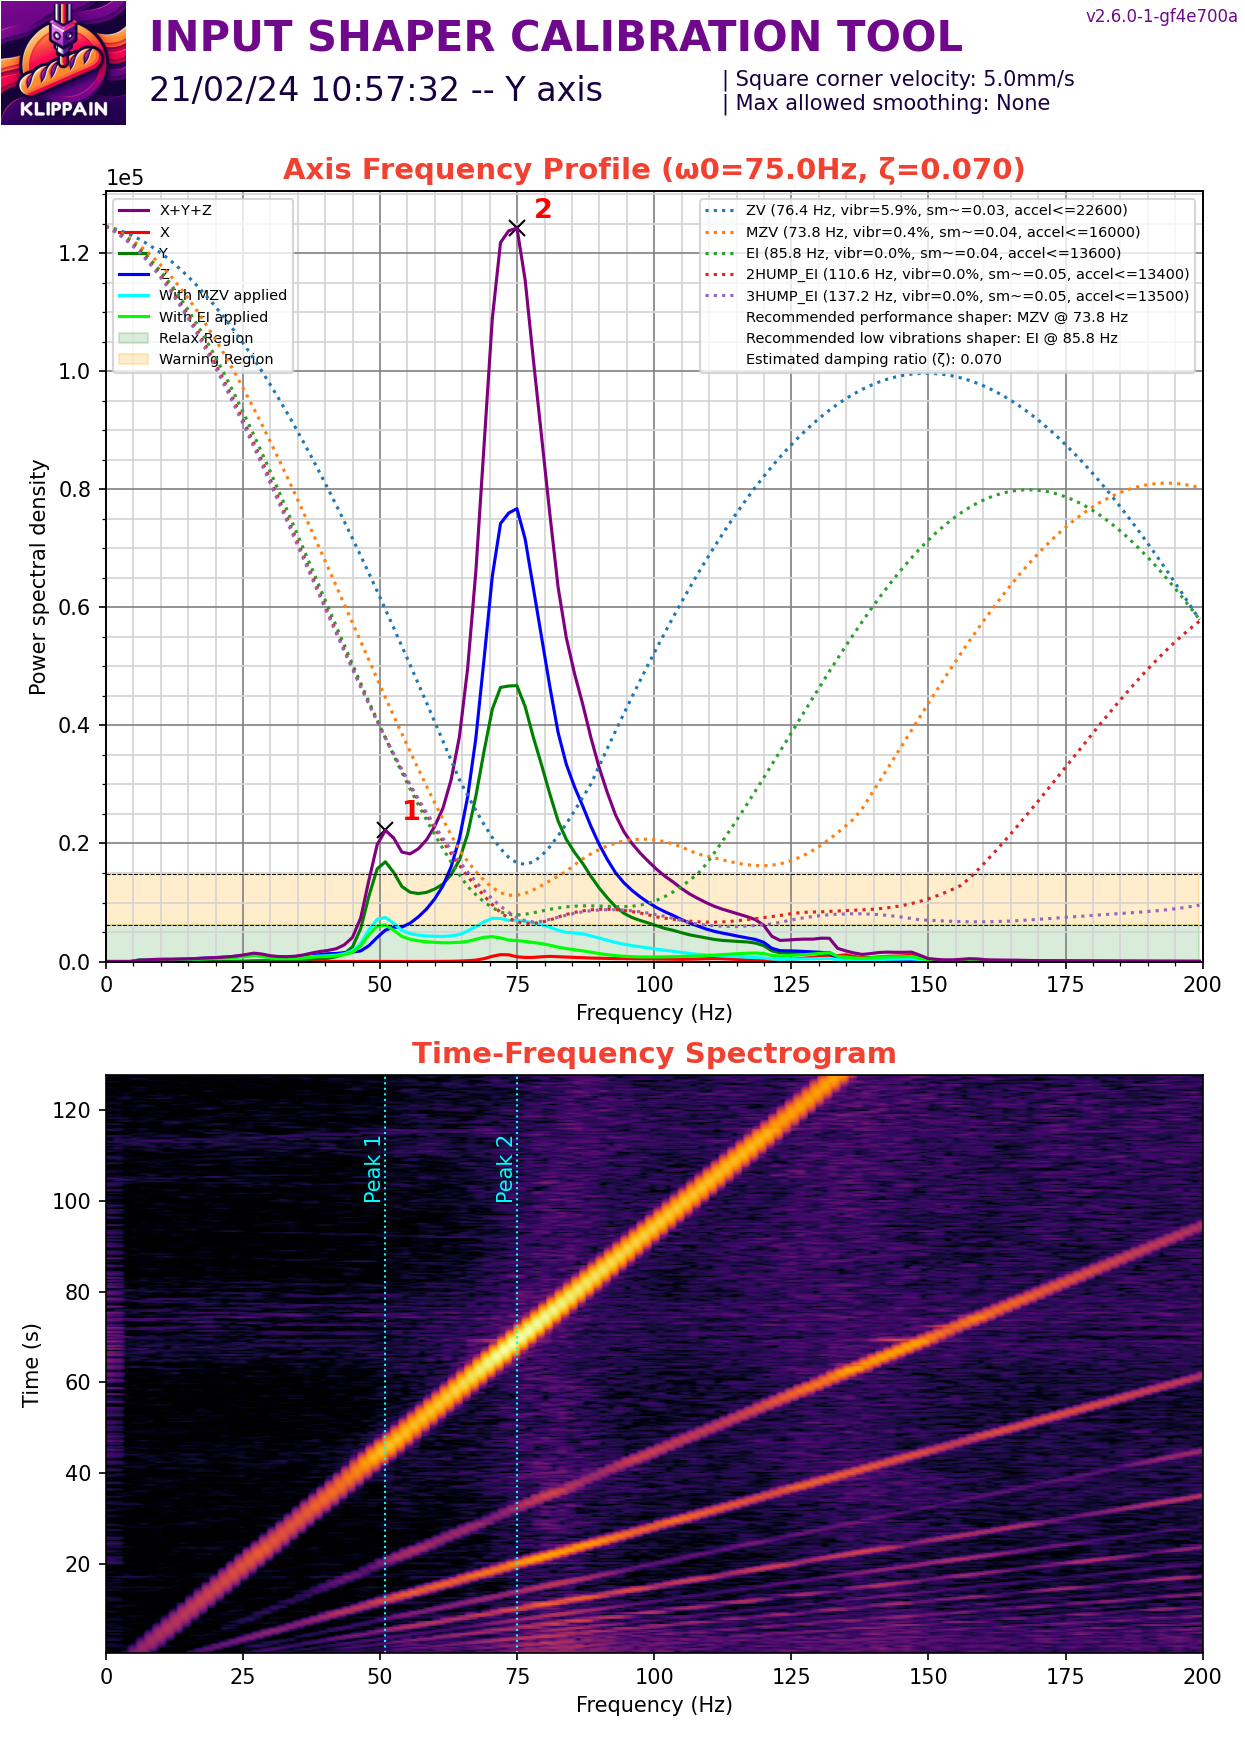 v2.6.0-1-gf4e700a
INPUT SHAPER CALIBRATION TOOL
21/02/24 10:57:32 -- Y axis
| Square corner velocity: 5.0mm/s
| Max allowed smoothing: None
KLIPPAIN
Axis Frequency Profile (ω0=75.0Hz, ζ=0.070)
1e5
X+Y+Z
X
Y
Z
With MZV applied
With EI applied
Relax Region
Warning Region
ZV (76.4 Hz, vibr=5.9%, sm~=0.03, accel<=22600)
MZV (73.8 Hz, vibr=0.4%, sm~=0.04, accel<=16000)
EI (85.8 Hz, vibr=0.0%, sm~=0.04, accel<=13600)
2HUMP_EI (110.6 Hz, vibr=0.0%, sm~=0.05, accel<=13400)
3HUMP_EI (137.2 Hz, vibr=0.0%, sm~=0.05, accel<=13500)
Recommended performance shaper: MZV @ 73.8 Hz
Recommended low vibrations shaper: EI @ 85.8 Hz
Estimated damping ratio (ζ): 0.070
2
1
Power spectral density
1.2
1.0
0.8
0.6
0.4
0.2
0.0
0 25 50 75 100 125 150 175 200
Frequency (Hz)
Time-Frequency Spectrogram
Peak 1
Peak 2
Time (s)
120
100
80
60
40
20
0 25 50 75 100 125 150 175 200
Frequency (Hz)